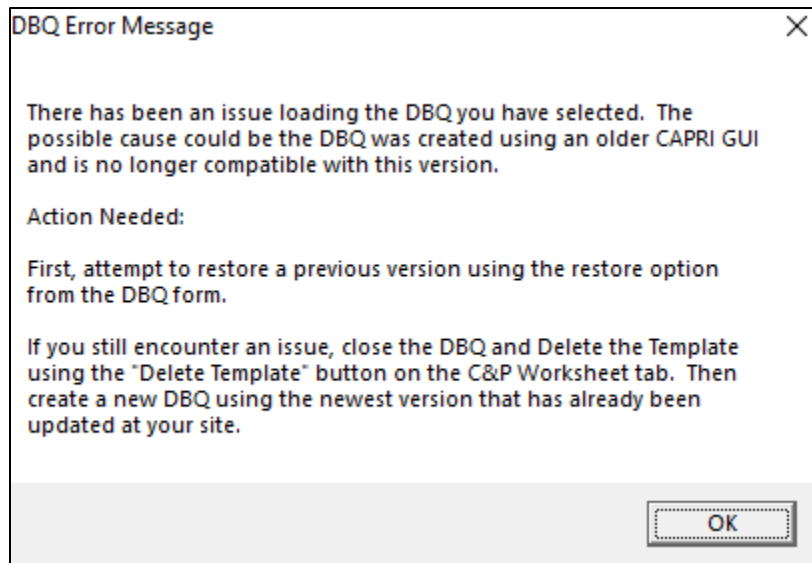 DBQ Error Message
There has been an issue loading the DBQ you have selected.  The
possible cause could be the DBQ was created using an older CAPRI GUI
and is no longer compatible with this version.
Action Needed:
First, attempt to restore a previous version using the restore option
from the DBQ form.
If you still encounter an issue, close the DBQ and Delete the Template
using the "Delete Template" button on the C&P Worksheet tab.  Then
create a new DBQ using the newest version that has already been
updated at your site.
OK